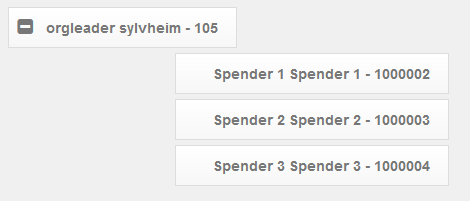 orgleader sylvheim - 105
Spender 1 Spender 1 - 1000002
Spender 2 Spender 2 - 1000003
Spender 3 Spender 3 - 1000004